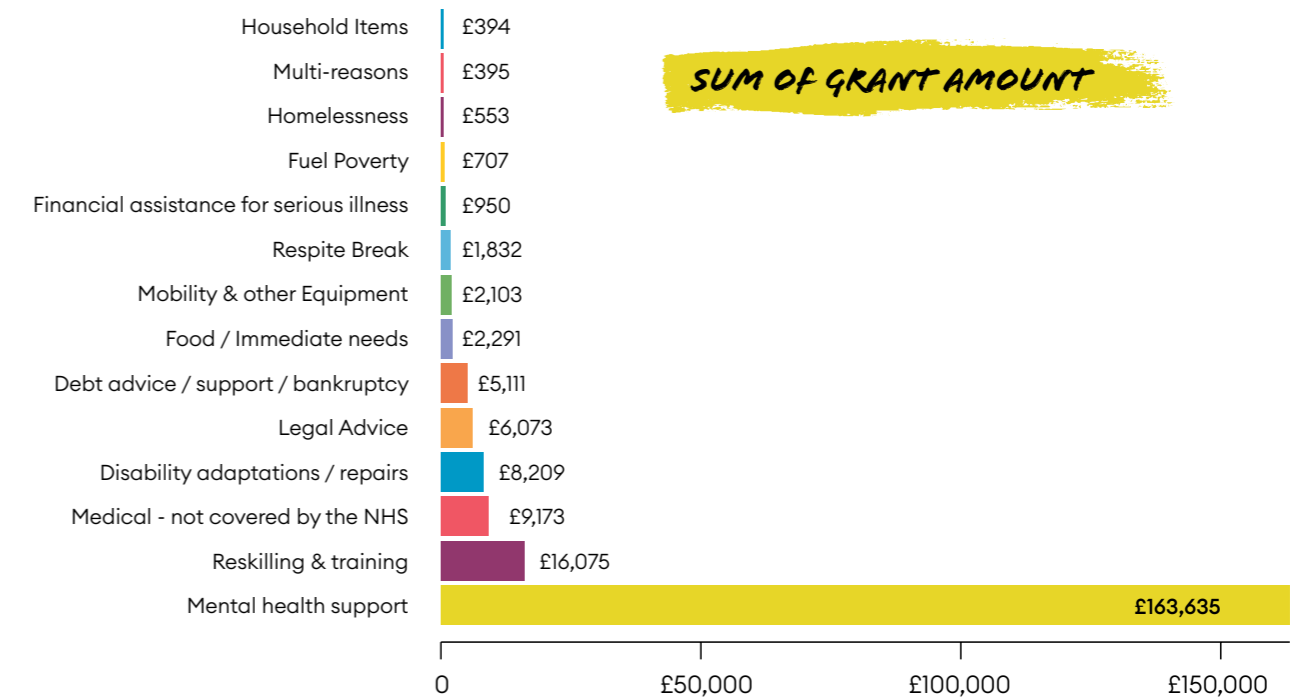 Household Items £394
SUM OF GRANT AMOUNT
Multi-reasons £395
Homelessness £553
Fuel Poverty £707
Financial assistance for serious illness £950
Respite Break £1,832
Mobility & other Equipment £2,103
Food / Immediate needs £2,291
Debt advice / support / bankruptcy £5,111
Legal Advice £6,073
Disability adaptations / repairs £8,209
Medical - not covered by the NHS £9,173
Reskilling & training £16,075
Mental health support £163,635
0 £50,000 £100,000 £150,000